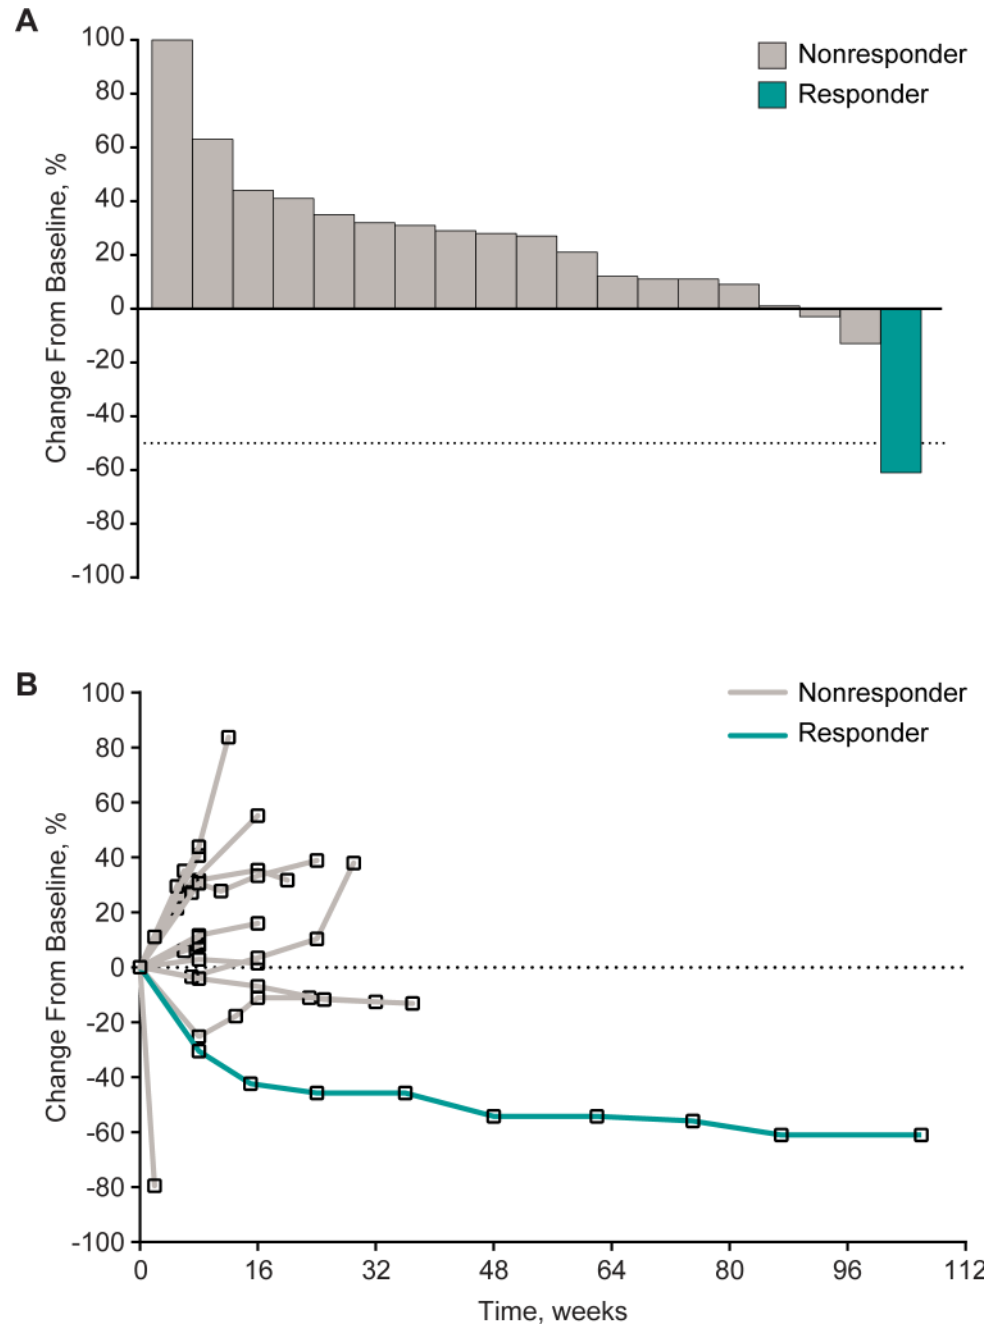 A
100
80
60
40
20
0
-20
-40
-60
-80
-100
Change From Baseline, %
Nonresponder
Responder
B
100
80
60
40
20
0
-20
-40
-60
-80
-100
Change From Baseline, %
Nonresponder
Responder
0 16 32 48 64 80 96 112
Time, weeks